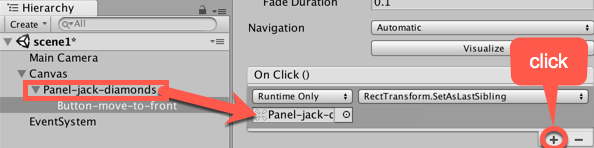 Hierarchy
Create
All
scene1*
Main Camera
Canvas
Panel-jack-diamonds
Button-move-to-front
EventSystem
Fade Duration
0.1
Navigation
Automatic
Visualize
On Click ()
Runtime Only
RectTransform.SetAsLastSibling
Panel-jack-d
click